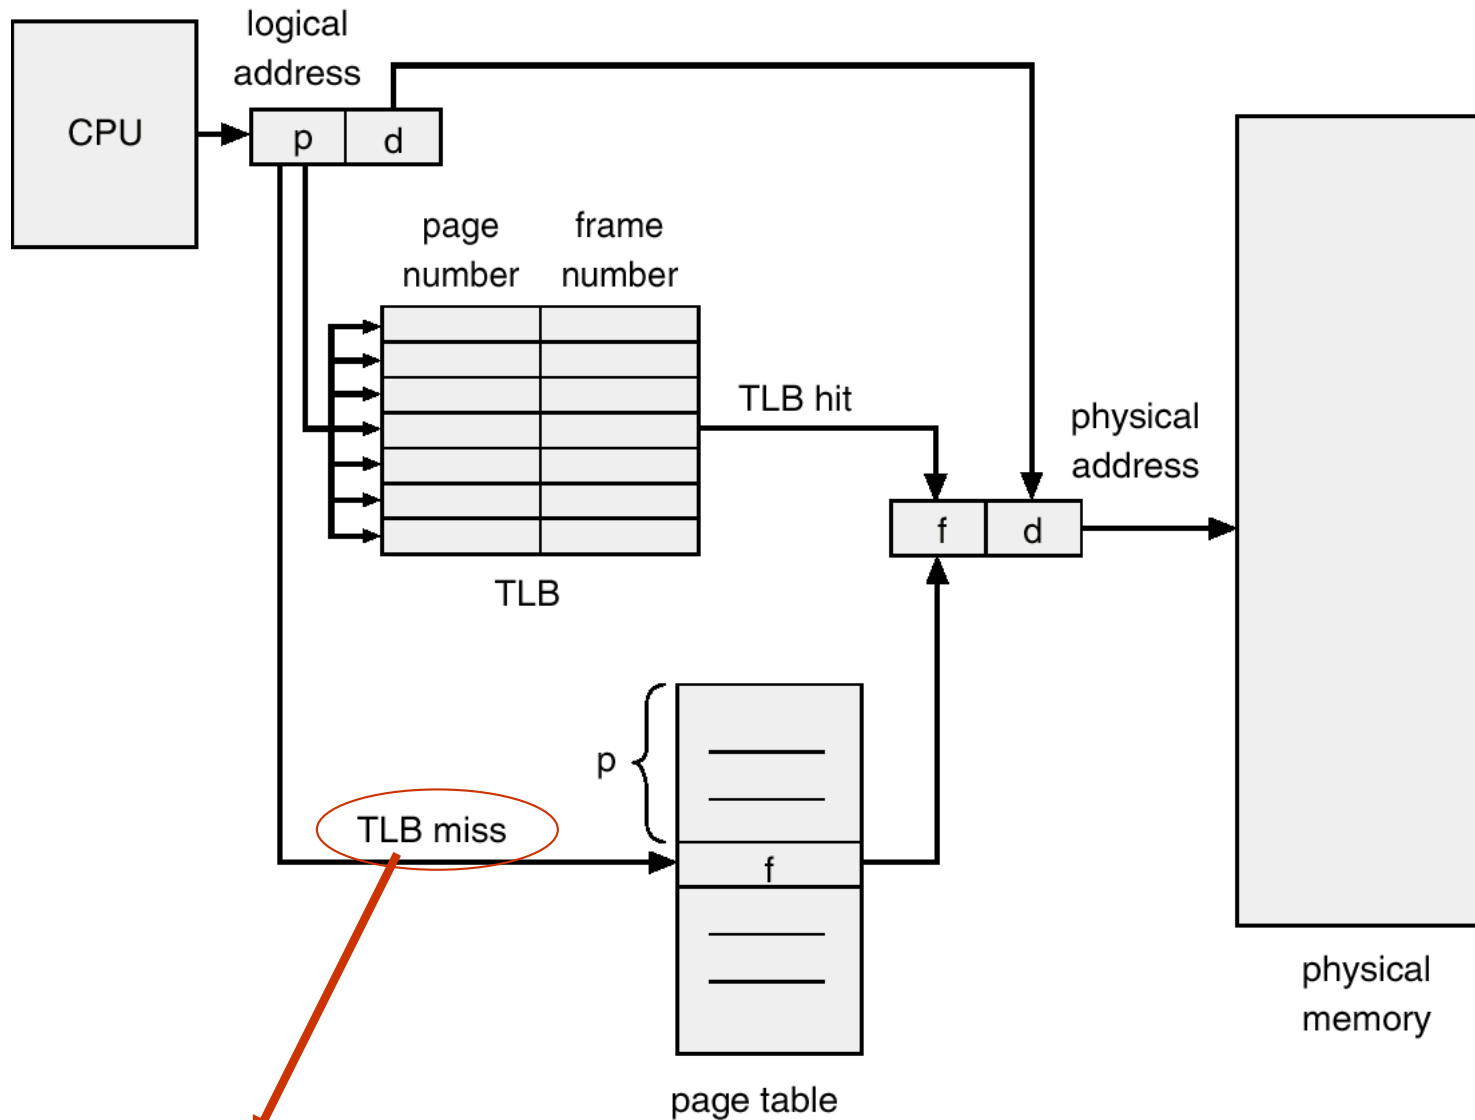 logical
address
CPU
p
d
page
number
frame
number
TLB hit
physical
address
f
d
TLB
p
TLB miss
f
physical
memory
page table